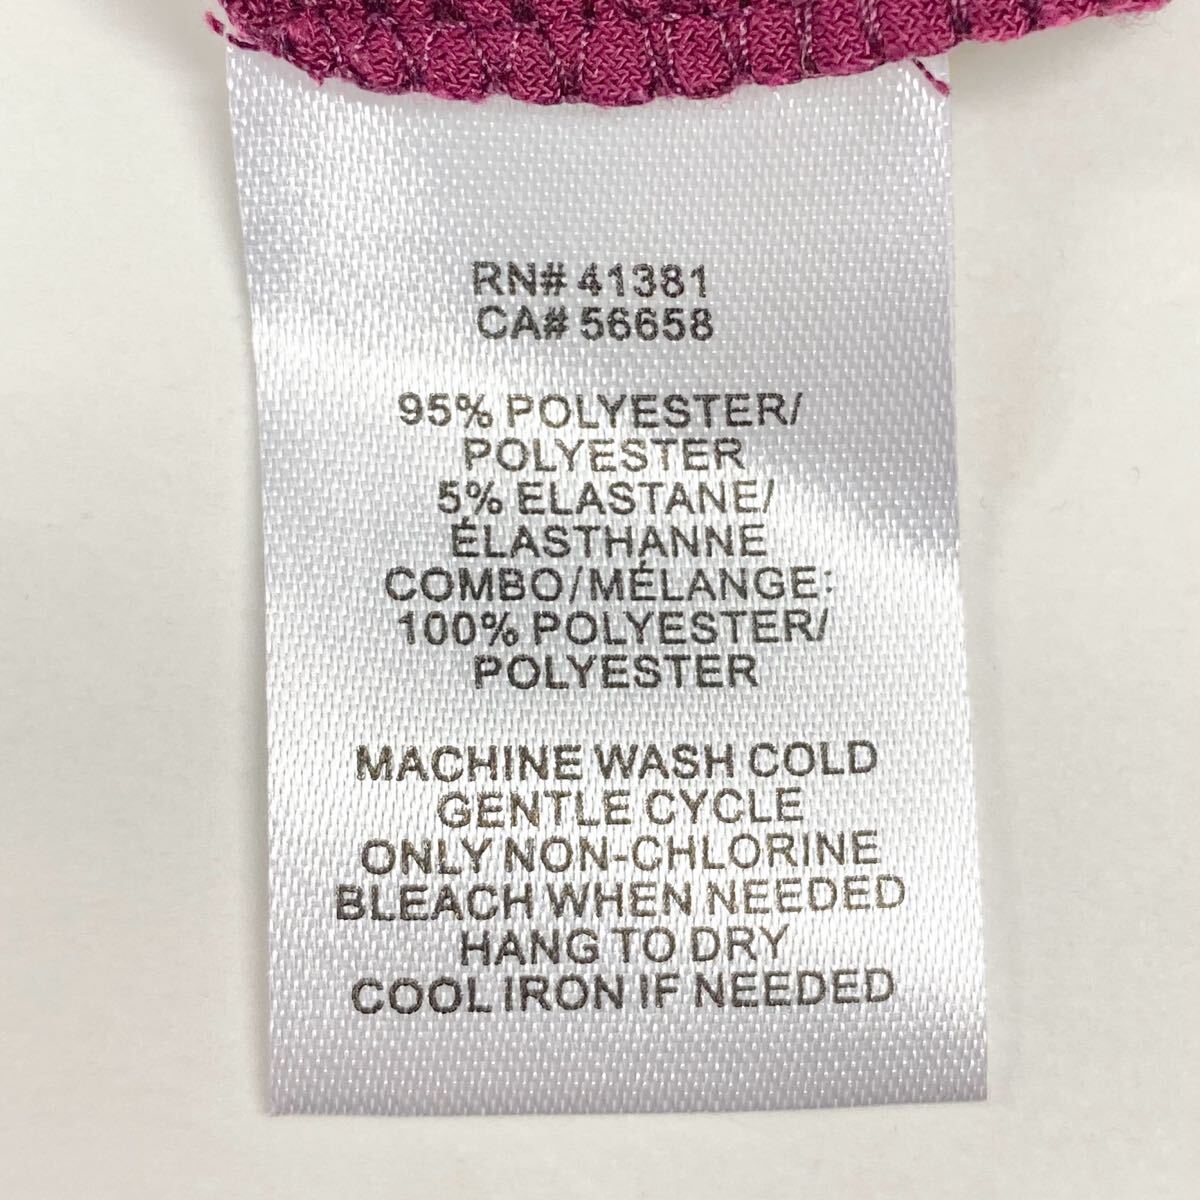 RN# 41381
CA# 56658
95% POLYESTER/
POLYESTER
5% ELASTANE/
ÉLASTHANNE
COMBO/MÉLANGE:
100% POLYESTER/
POLYESTER
MACHINE WASH COLD
GENTLE CYCLE
ONLY NON-CHLORINE
BLEACH WHEN NEEDED
HANG TO DRY
COOL IRON IF NEEDED